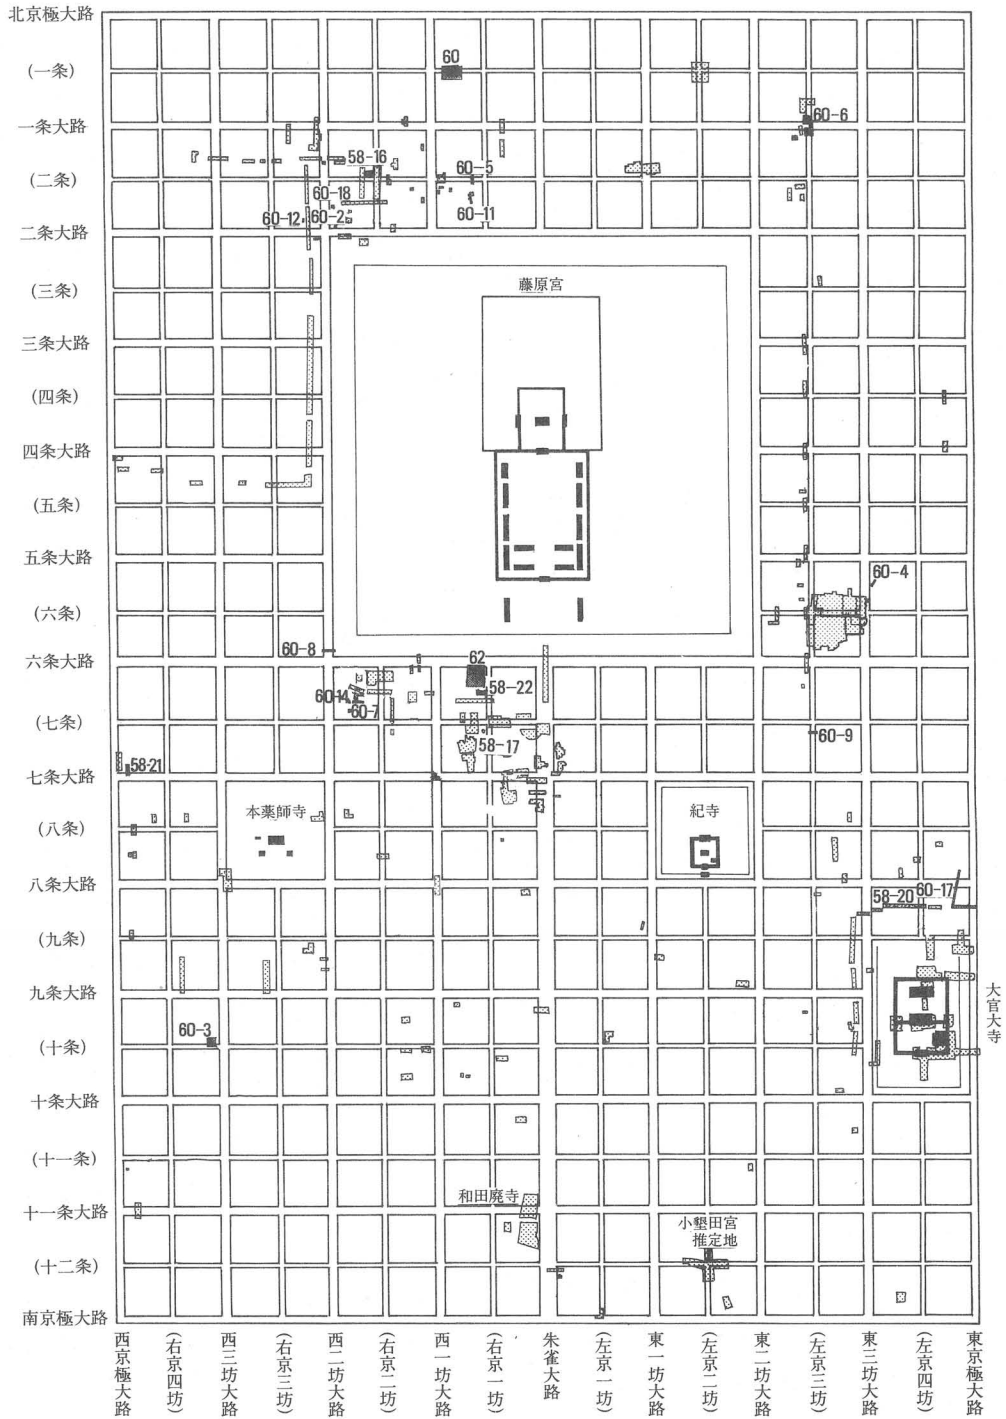 北京極大路
(一条)
一条大路
(二条)
二条大路
(三条)
三条大路
(四条)
四条大路
(五条)
五条大路
(六条)
六条大路
(七条)
七条大路
(八条)
八条大路
(九条)
九条大路
(十条)
十条大路
(十一条)
十一条大路
(十二条)
南京極大路
60
60-6
58-16
60-5
60-18
60-12
60-2
60-11
藤原宮
60-4
60-8
62
58-22
60-14
60-7
58-17
60-9
58-21
本薬師寺
紀寺
58-20
60-17
大官大寺
60-3
和田廃寺
小墾田宮
推定地
西京極大路
(右京四坊)
西三坊大路
(右京三坊)
西二坊大路
(右京二坊)
西一坊大路
(右京一坊)
朱雀大路
(左京一坊)
東一坊大路
(左京二坊)
東二坊大路
(左京三坊)
東三坊大路
(左京四坊)
東京極大路